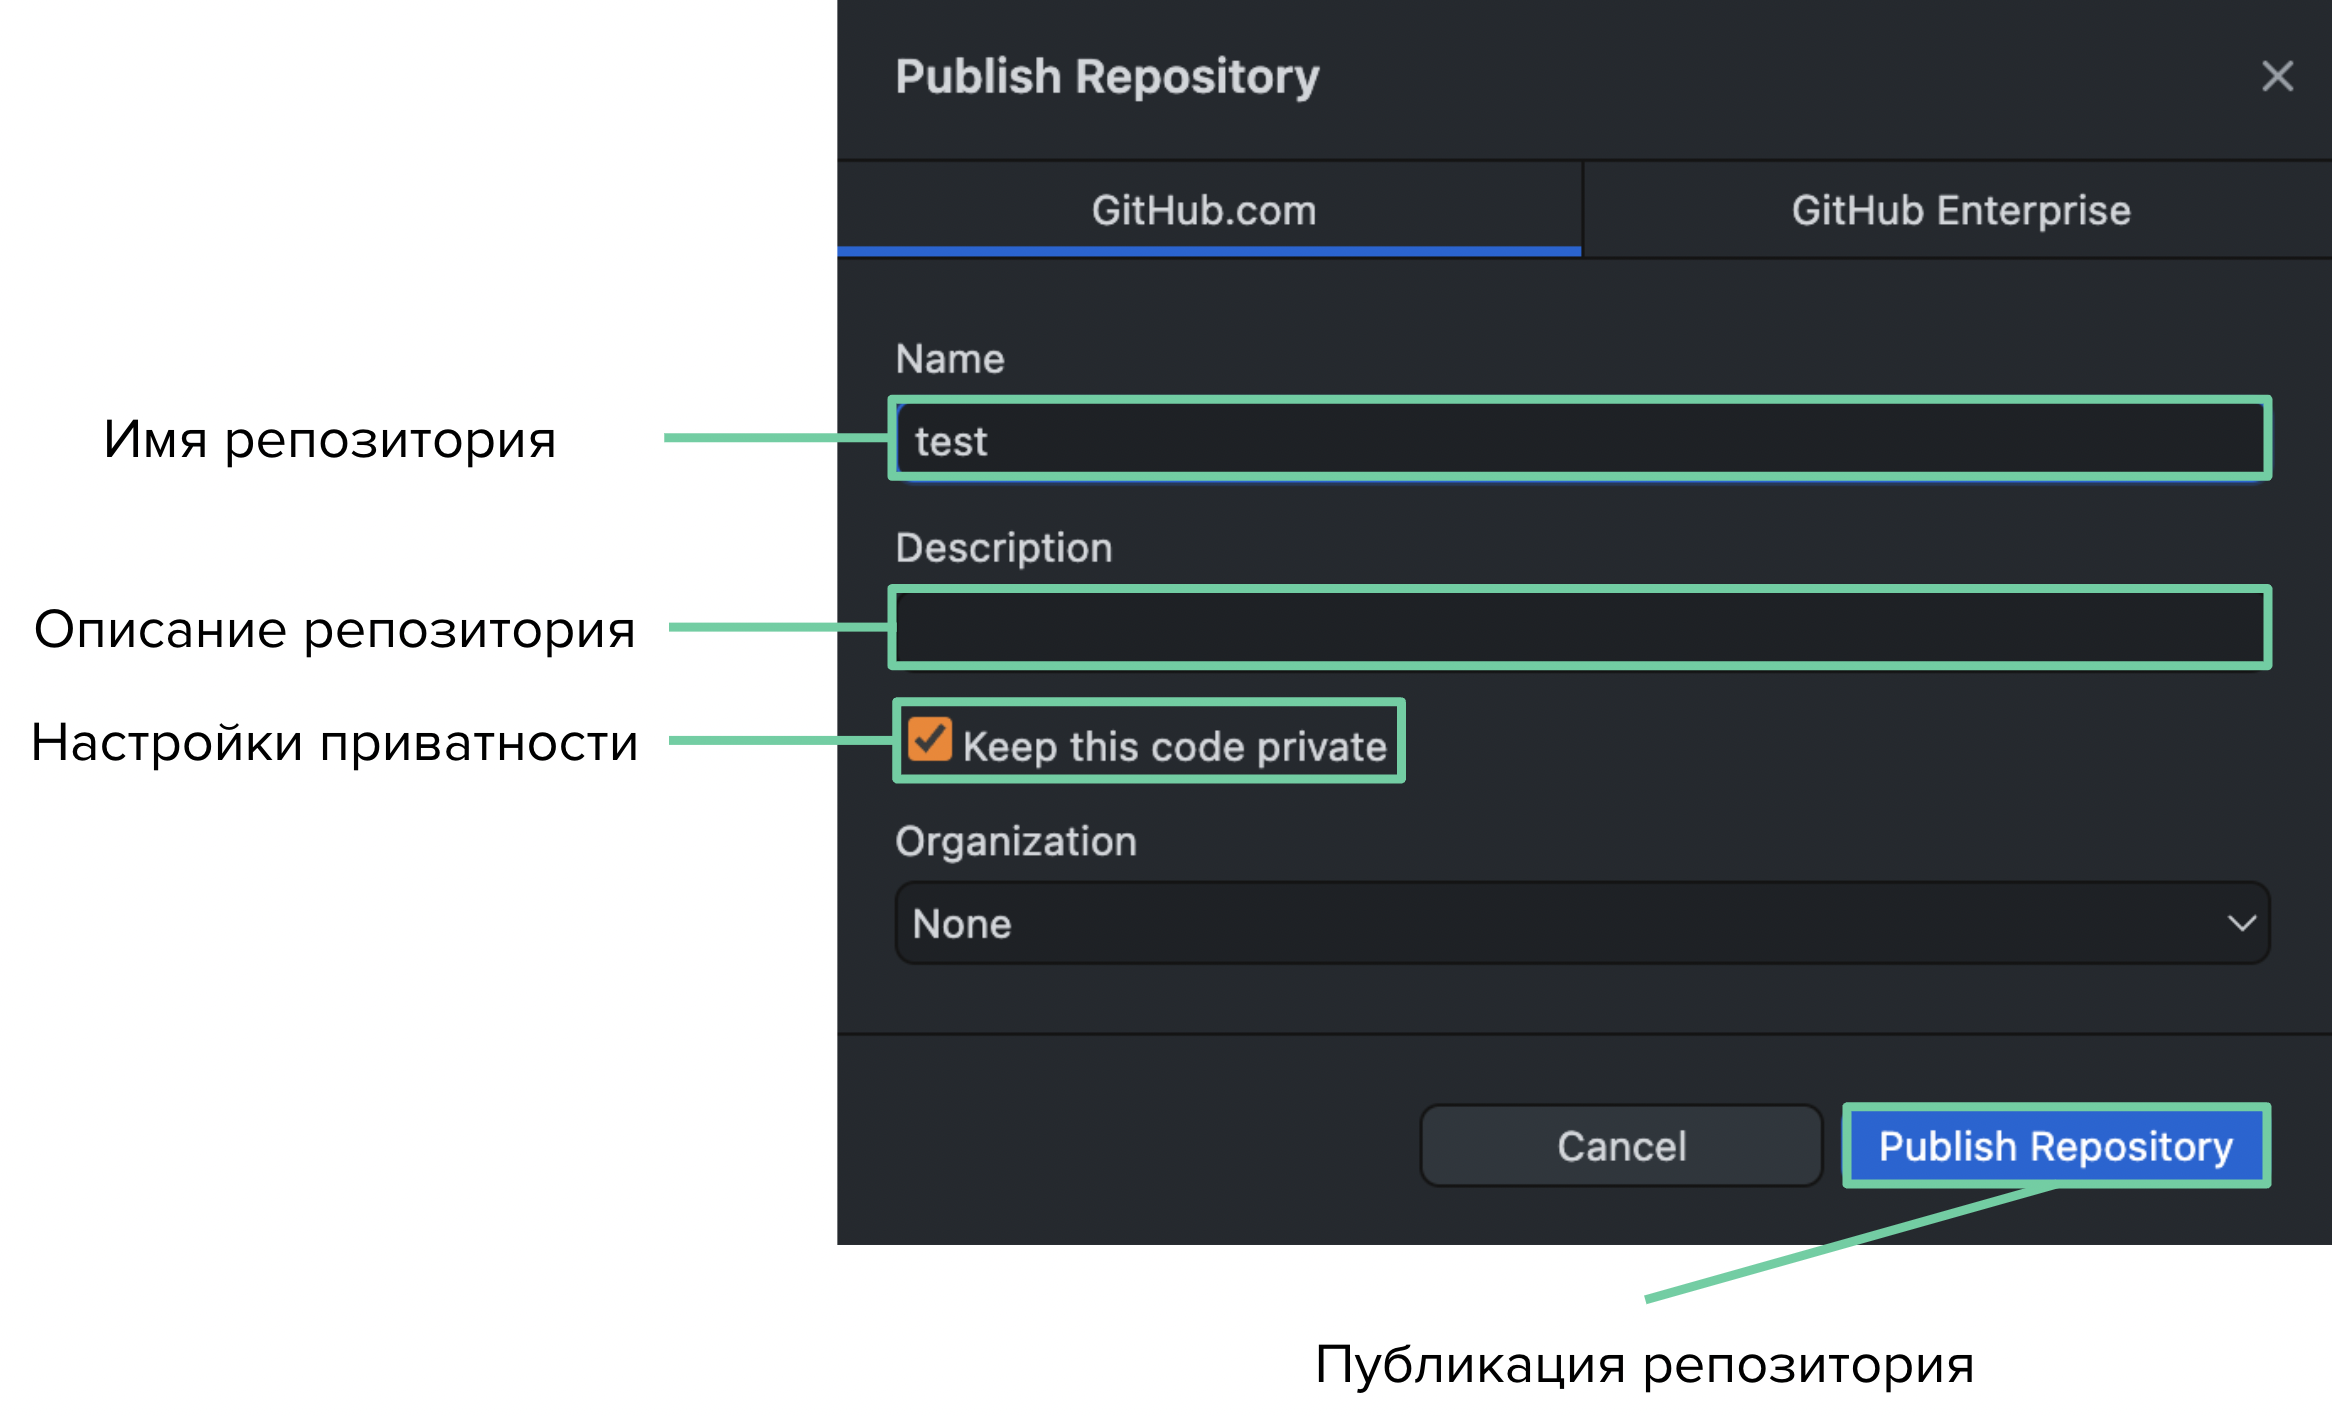 Publish Repository
GitHub.com
GitHub Enterprise
Name
Имя репозитория
test
Description
Описание репозитория
Настройки приватности
Keep this code private
Organization
None
Cancel
Publish Repository
Публикация репозитория